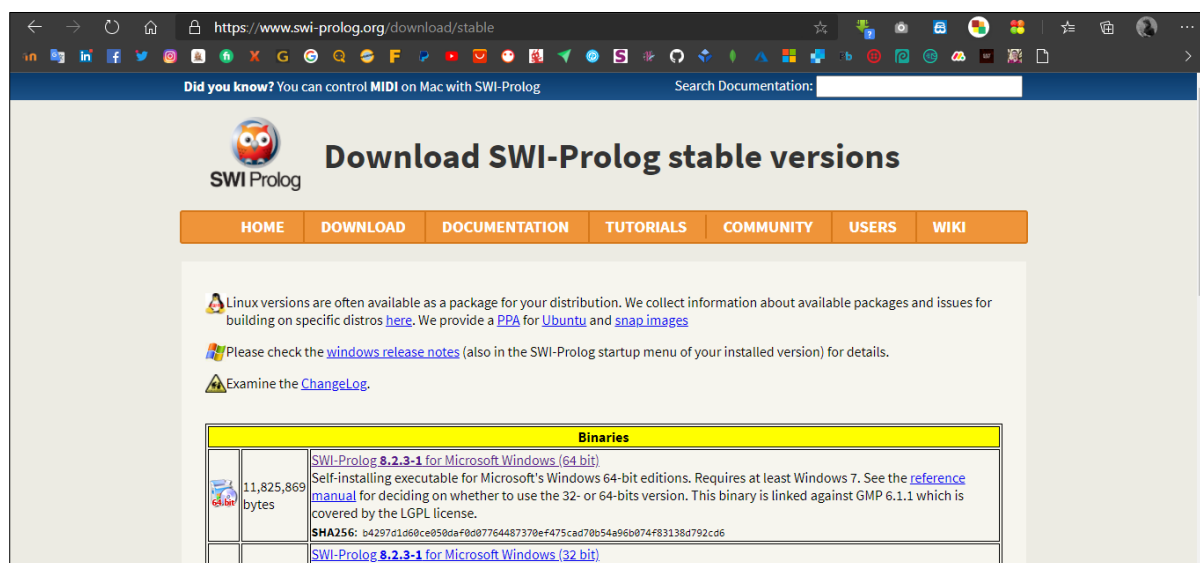 https://www.swi-prolog.org/download/stable
Did you know? You can control MIDI on Mac with SWI-Prolog
Search Documentation:
SWI Prolog
Download SWI-Prolog stable versions
HOME DOWNLOAD DOCUMENTATION TUTORIALS COMMUNITY USERS WIKI
Linux versions are often available as a package for your distribution. We collect information about available packages and issues for
building on specific distros here. We provide a PPA for Ubuntu and snap images
Please check the windows release notes (also in the SWI-Prolog startup menu of your installed version) for details.
Examine the ChangeLog.
Binaries
SWI-Prolog 8.2.3-1 for Microsoft Windows (64 bit)
Self-installing executable for Microsoft's Windows 64-bit editions. Requires at least Windows 7. See the reference
64.bit
11,825,869
bytes
manual for deciding on whether to use the 32- or 64-bits version. This binary is linked against GMP 6.1.1 which is
covered by the LGPL license.
SHA256: b4297d1d60ce050daf0d07764487370ef475cad70b54a96b074f83138d792cd6
SWI-Prolog 8.2.3-1 for Microsoft Windows (32 bit)